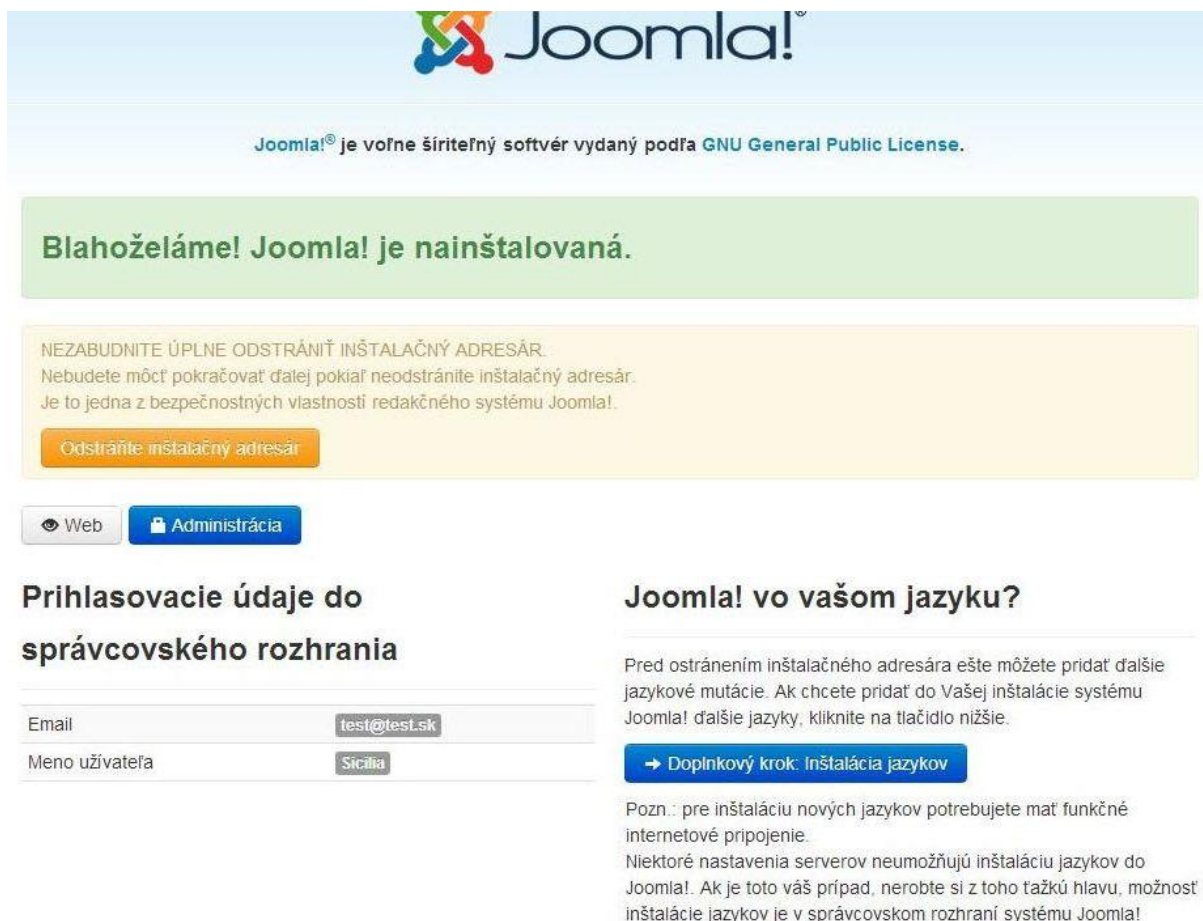 Joomla!®
Joomla!® je voľne šíriteľný softvér vydaný podľa GNU General Public License.
Blahoželáme! Joomla! je nainštalovaná.
NEZABUDNITE ÚPLNE ODSTRÁNIŤ INŠTALAČNÝ ADRESÁR.
Nebudete môcť pokračovať ďalej pokiaľ neodstránite inštalačný adresár.
Je to jedna z bezpečnostných vlastností redakčného systému Joomla!.
Odstráňte inštalačný adresár
Web
Administrácia
Prihlasovacie údaje do
správcovského rozhrania
Email test@test.sk
Meno užívateľa Sicilia
Joomla! vo vašom jazyku?
Pred ostránením inštalačného adresára ešte môžete pridať ďalšie
jazykové mutácie. Ak chcete pridať do Vašej inštalácie systému
Joomla! ďalšie jazyky, kliknite na tlačidlo nižšie.
➔ Doplnkový krok: Inštalácia jazykov
Pozn.: pre inštaláciu nových jazykov potrebujete mať funkčné
internetové pripojenie.
Niektoré nastavenia serverov neumožňujú inštaláciu jazykov do
Joomla!. Ak je toto váš prípad, nerobte si z toho ťažkú hlavu, možnosť
inštalácie jazykov je v správcovskom rozhraní systému Joomla!